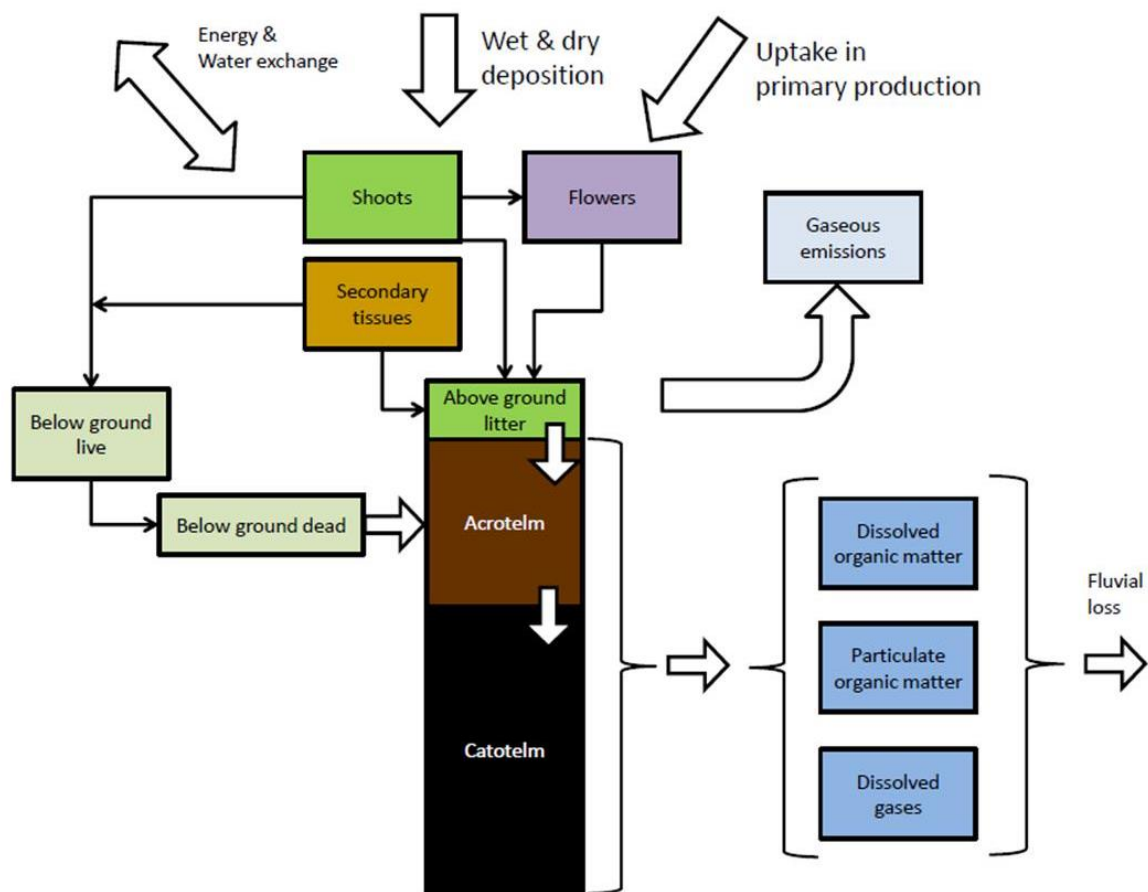 Energy &
Water exchange
Wet & dry
deposition
Uptake in
primary production
Shoots
Flowers
Gaseous
emissions
Secondary
tissues
Above ground
litter
Below ground
live
Below ground dead
Acrotelm
Dissolved
organic matter
Fluvial
loss
Particulate
organic matter
Catotelm
Dissolved
gases